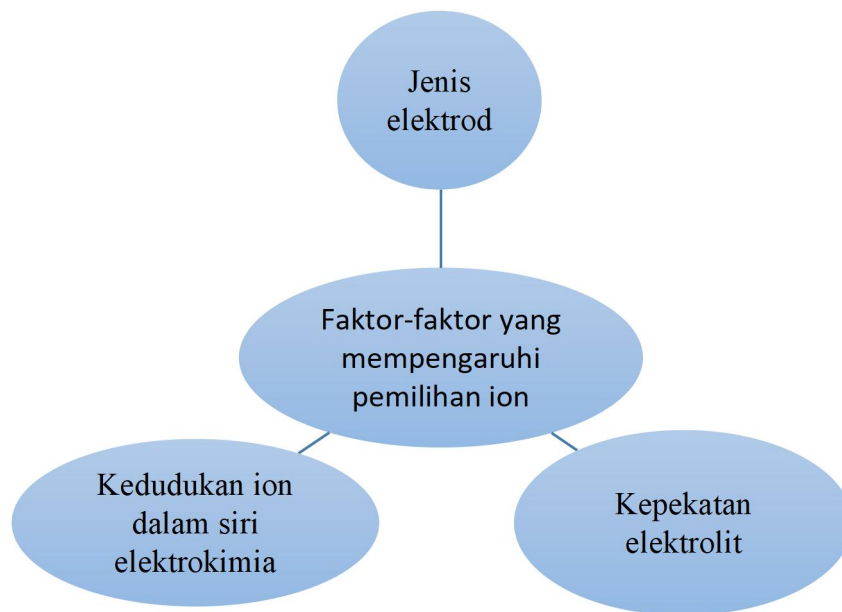 Jenis
elektrod
Faktor-faktor yang
mempengaruhi
pemilihan ion
Kedudukan ion
dalam siri
elektrokimia
Kepekatan
elektrolit